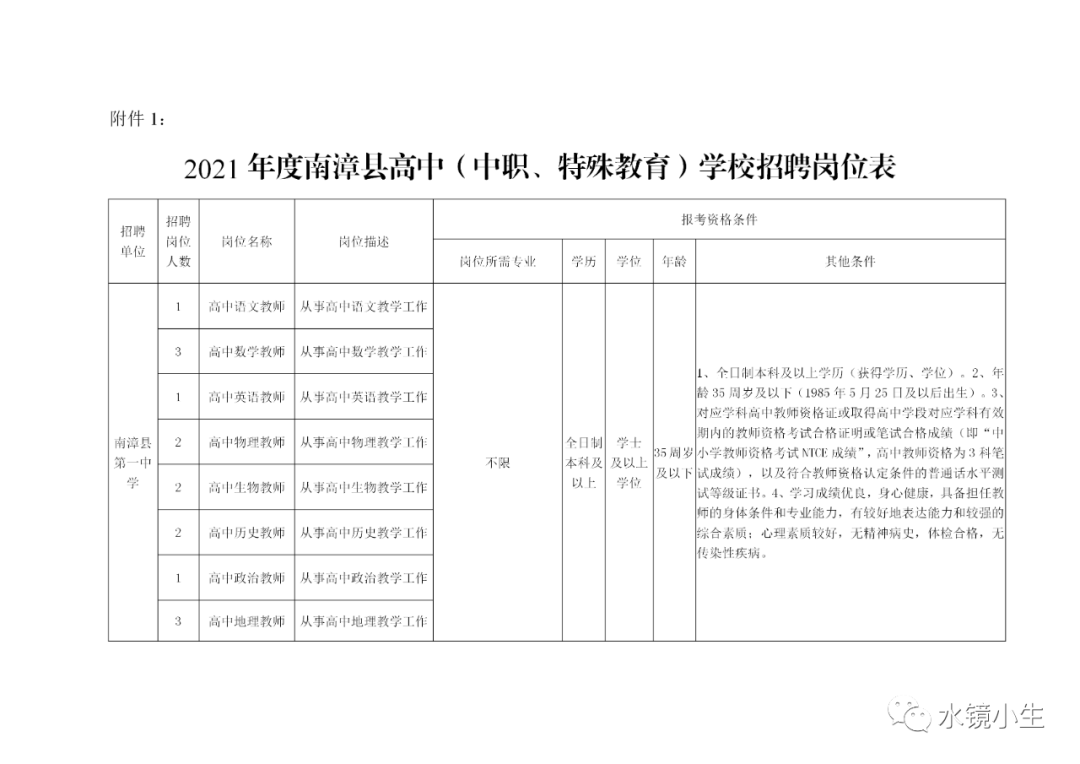 附件 1：
2021 年度南漳县高中（中职、特殊教育）学校招聘岗位表
招聘
单位
招聘
岗位
人数
岗位名称
岗位描述
报考资格条件
岗位所需专业
学历
学位
年龄
其他条件
南漳县
第一中
学
1
高中语文教师
从事高中语文教学工作
3
高中数学教师
从事高中数学教学工作
1
高中英语教师
从事高中英语教学工作
2
高中物理教师
从事高中物理教学工作
2
高中生物教师
从事高中生物教学工作
2
高中历史教师
从事高中历史教学工作
1
高中政治教师
从事高中政治教学工作
3
高中地理教师
从事高中地理教学工作
不限
全日制
本科及
以上
学士
及以上
学位
35 周岁
及以下
1、全日制本科及以上学历（获得学历、学位）。2、年
龄 35 周岁及以下（1985 年 5 月 25 日及以后出生）。3、
对应学科高中教师资格证或取得高中学段对应学科有效
期内的教师资格考试合格证明或笔试合格成绩（即“中
小学教师资格考试 NTCE 成绩”，高中教师资格为 3 科笔
试成绩），以及符合教师资格认定条件的普通话水平测
试等级证书。4、学习成绩优良，身心健康，具备担任教
师的身体条件和专业能力，有较好地表达能力和较强的
综合素质；心理素质较好，无精神病史，体检合格，无
传染性疾病。
水镜小生